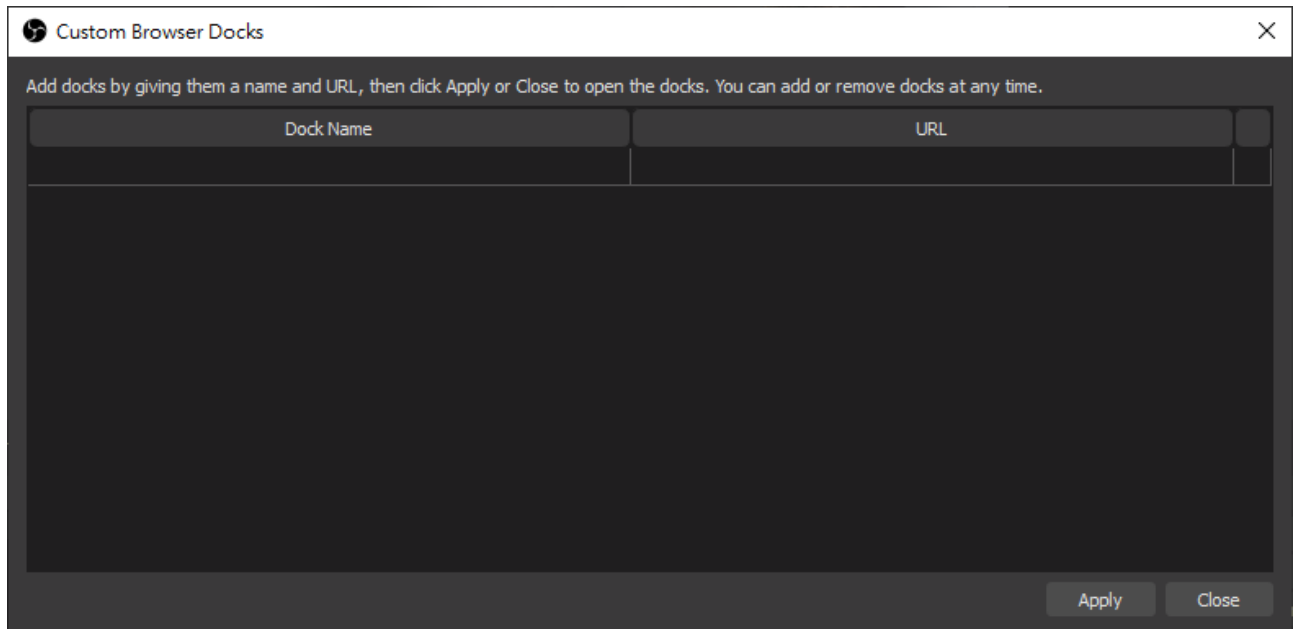 Custom Browser Docks
Add docks by giving them a name and URL, then click Apply or Close to open the docks. You can add or remove docks at any time.
Dock Name URL
Apply Close